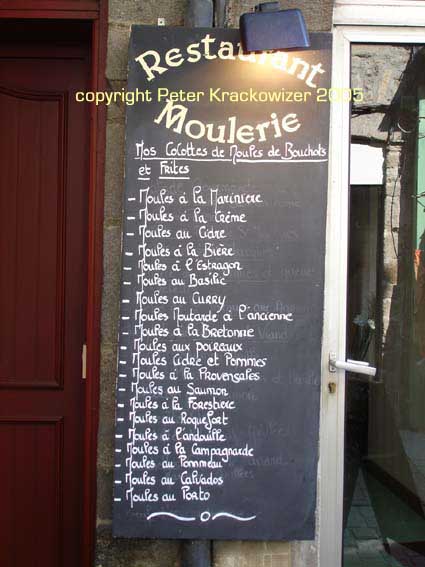 Restaurant
copyright Peter Krackowizer 2005
Moulerie
Nos Cocottes de Moules de Bouchots
et Frites
- Moules à la Marinière
- Moules à la Crème
- Moules au Cidre
- Moules à la Bière
- Moules à l'Estragon
- Moules au Basilic
- Moules au Curry
- Moules Moutarde à l'ancienne
- Moules à la Bretonne
- Moules aux poireaux
- Moules Cidre et Pommes
- Moules à la Provençales
- Moules au Saumon
- Moules à la Forestière
- Moules au Roquefort
- Moules à l'andouille
- Moules à la Campagnarde
- Moules au Pommeau
- Moules au Calvados
- Moules au Porto